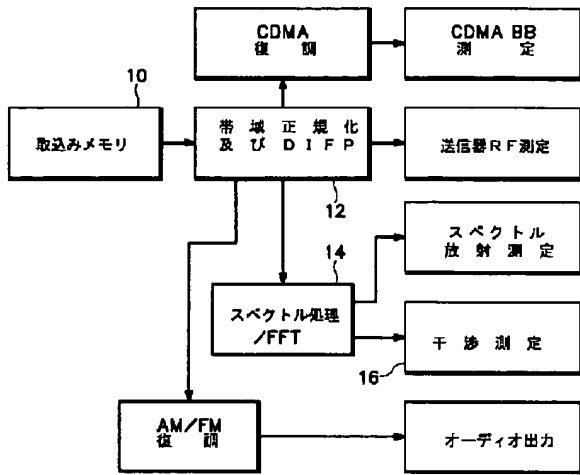 CDMA
復調
CDMA BB
測定
10
取込みメモリ
帯域正規化
及びDIFP
送信器RF測定
12
スペクトル
放射測定
14
スペクトル処理
/FFT
干渉測定
16
AM/FM
復調
オーディオ出力